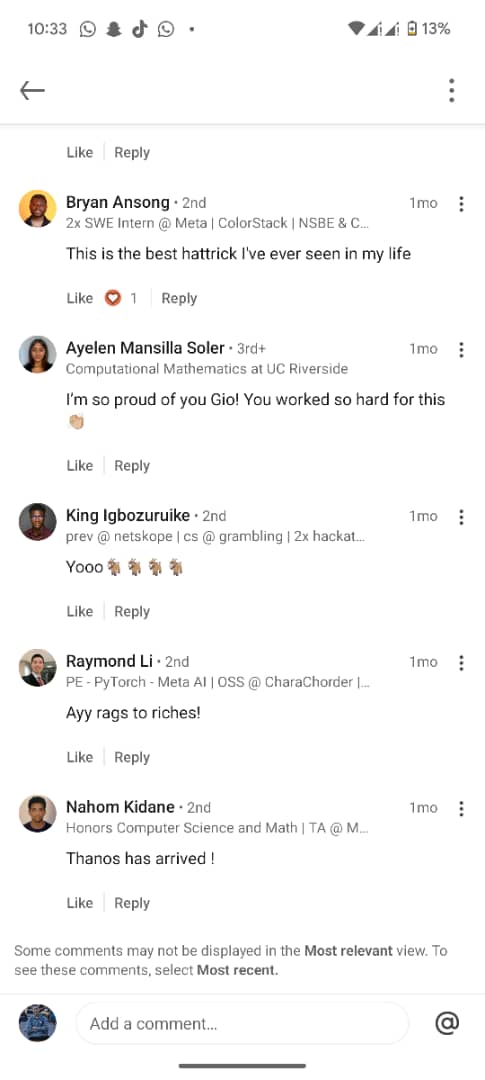 10:33 13%
Like Reply
Bryan Ansong • 2nd 1mo
2x SWE Intern @ Meta | ColorStack | NSBE & C...
This is the best hattrick I've ever seen in my life
Like 1 Reply
Ayelen Mansilla Soler • 3rd+ 1mo
Computational Mathematics at UC Riverside
I'm so proud of you Gio! You worked so hard for this
👏🏼
Like Reply
King Igbozuruike • 2nd 1mo
prev @ netskope | cs @ grambling | 2x hackat...
Yooo 🐐 🐐 🐐 🐐
Like Reply
Raymond Li • 2nd 1mo
PE - PyTorch - Meta AI | OSS @ CharaChorder |...
Ayy rags to riches!
Like Reply
Nahom Kidane • 2nd 1mo
Honors Computer Science and Math | TA @ M...
Thanos has arrived !
Like Reply
Some comments may not be displayed in the Most relevant view. To
see these comments, select Most recent.
Add a comment... @